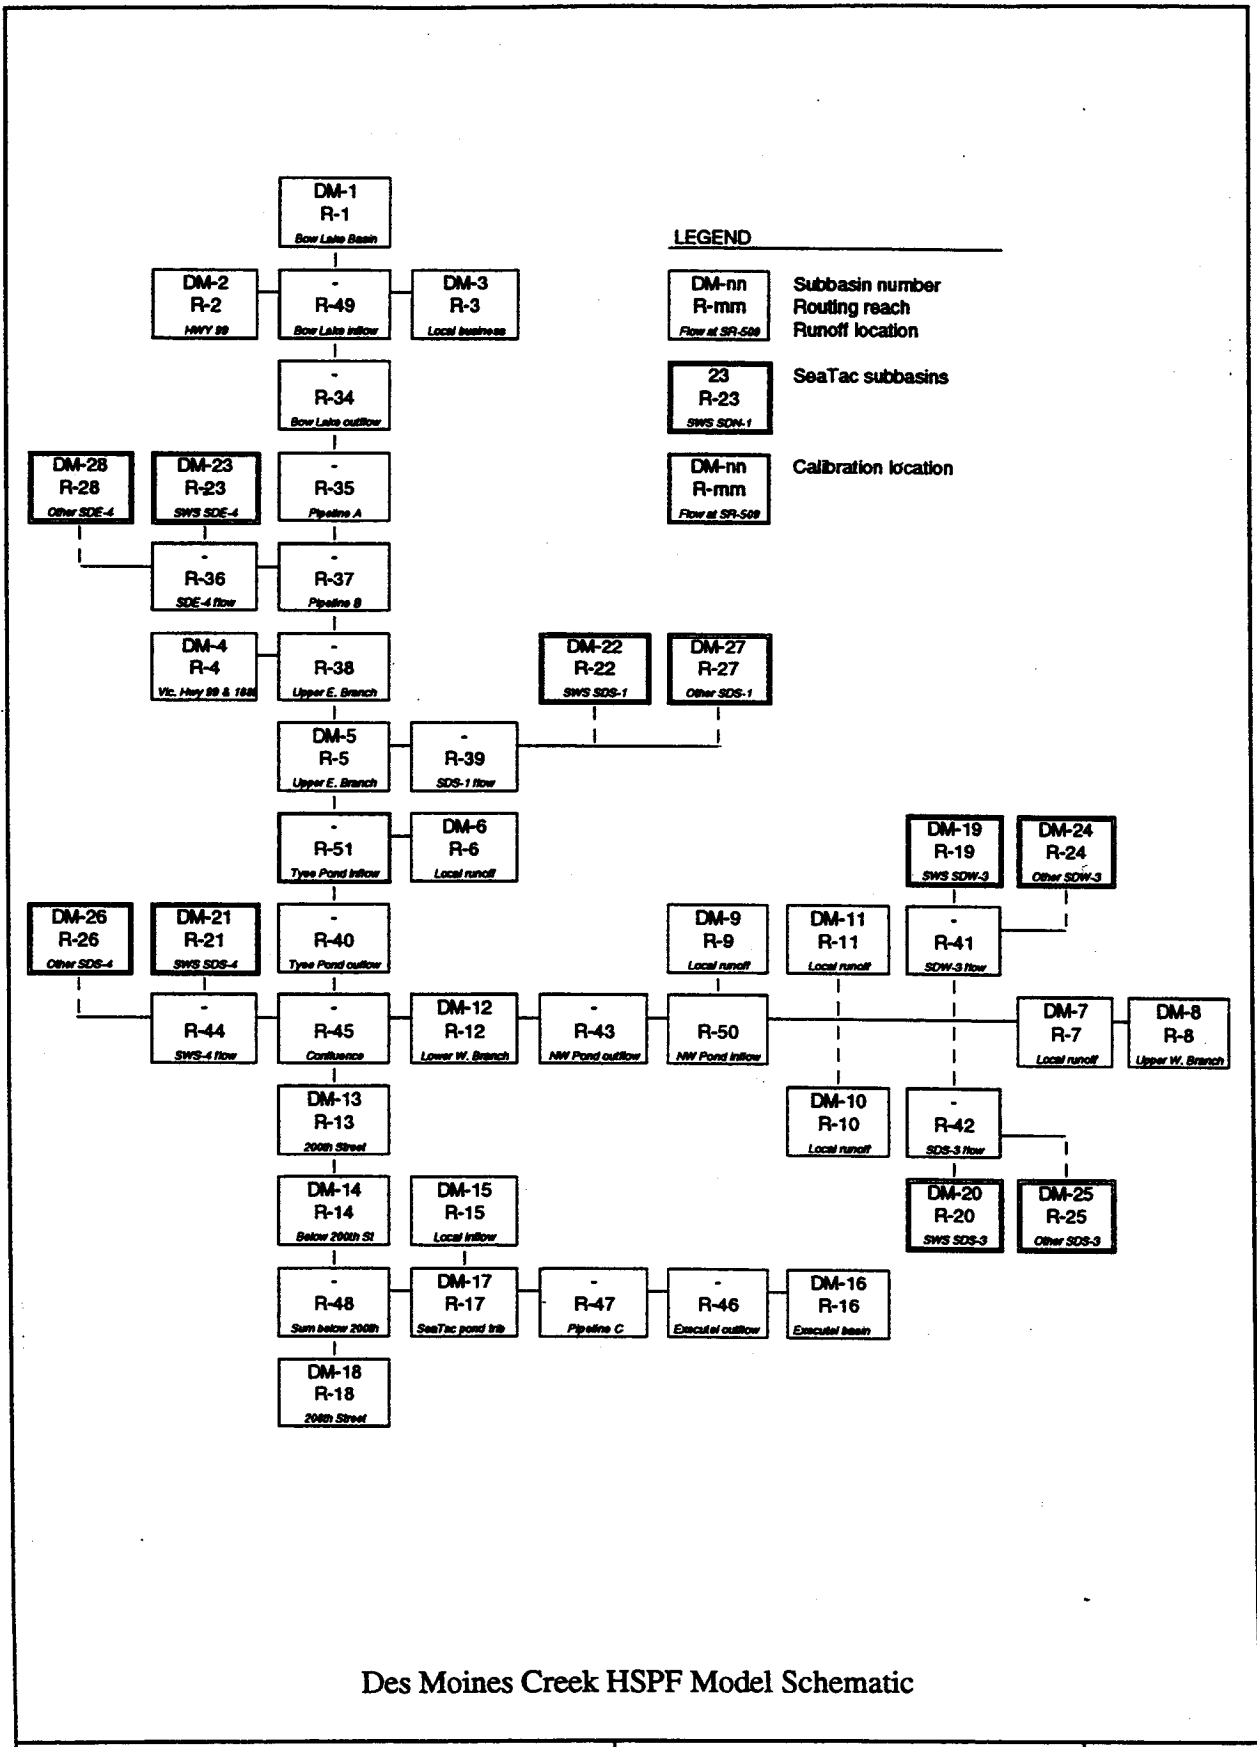 DM-1
R-1
Bow Lake Basin
LEGEND
DM-nn
R-mm
Flow at SR-509
Subbasin number
Routing reach
Runoff location
23
R-23
SWS SDN-1
SeaTac subbasins
DM-nn
R-mm
Flow at SR-509
Calibration location
DM-2
R-2
HWY 99
-
R-49
Bow Lake inflow
DM-3
R-3
Local business
-
R-34
Bow Lake outflow
DM-28
R-28
Other SDE-4
DM-23
R-23
SWS SDE-4
-
R-35
Pipeline A
-
R-36
SDE-4 flow
-
R-37
Pipeline B
DM-4
R-4
Vic. Hwy 99 &
-
R-38
Upper E. Branch
DM-22
R-22
SWS SDS-1
DM-27
R-27
Other SDS-1
DM-5
R-5
Upper E. Branch
-
R-39
SDS-1 flow
-
R-51
Tyee Pond Inflow
DM-6
R-6
Local runoff
DM-19
R-19
SWS SDW-3
DM-24
R-24
Other SDW-3
DM-26
R-26
Other SDS-4
DM-21
R-21
SWS SDS-4
-
R-40
Tyee Pond outflow
DM-9
R-9
Local runoff
DM-11
R-11
Local runoff
-
R-41
SDW-3 flow
-
R-44
SWS-4 flow
-
R-45
Confluence
DM-12
R-12
Lower W. Branch
-
R-43
NW Pond outflow
-
R-50
NW Pond Inflow
DM-7
R-7
Local runoff
DM-8
R-8
Upper W. Branch
DM-13
R-13
200th Street
DM-10
R-10
Local runoff
-
R-42
SDS-3 flow
DM-14
R-14
Below 200th St
DM-15
R-15
Local Inflow
DM-20
R-20
SWS SDS-3
DM-25
R-25
Other SDS-3
-
R-48
Sum below 200th
DM-17
R-17
SeaTac pond trib
-
R-47
Pipeline C
-
R-46
Executel outflow
DM-16
R-16
Executel basin
DM-18
R-18
208th Street
Des Moines Creek HSPF Model Schematic